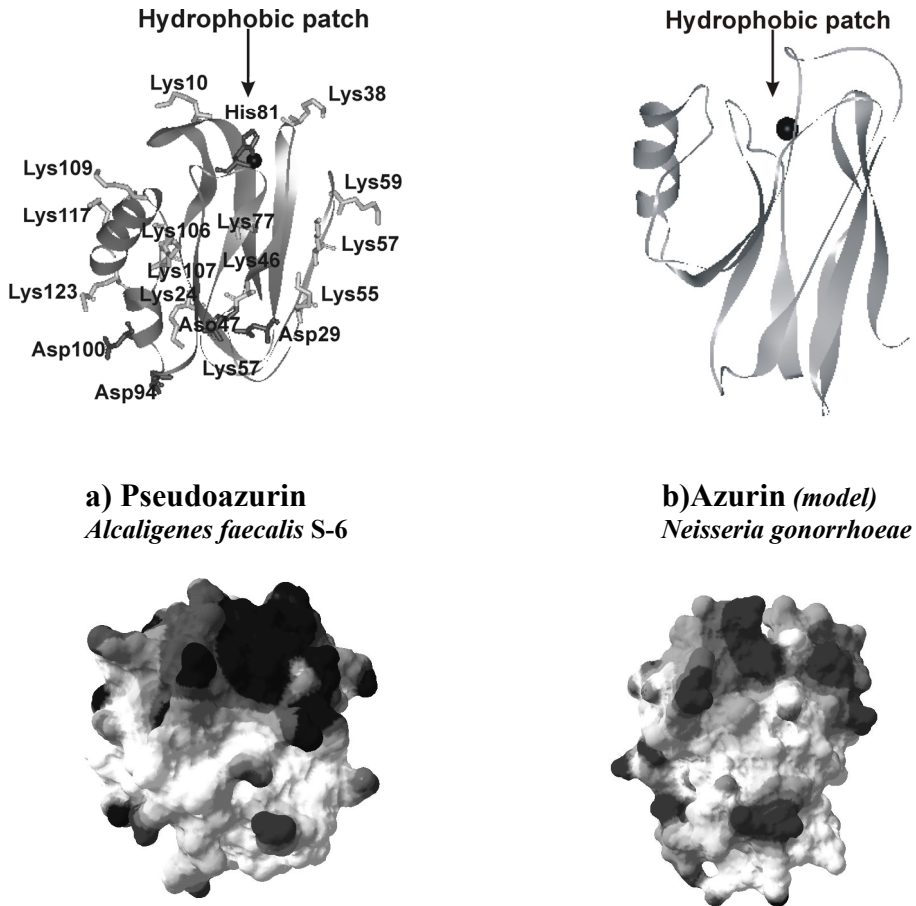 Hydrophobic patch
Lys10
Lys38
His81
Lys109
Lys59
Lys117
Lys77
Lys106
Lys57
Lys46
Lys107
Lys123
Lys24
Lys55
Aso47
Asp29
Asp100
Lys57
Asp94
Hydrophobic patch
a) Pseudoazurin
Alcaligenes faecalis S-6
b)Azurin (model)
Neisseria gonorrhoeae